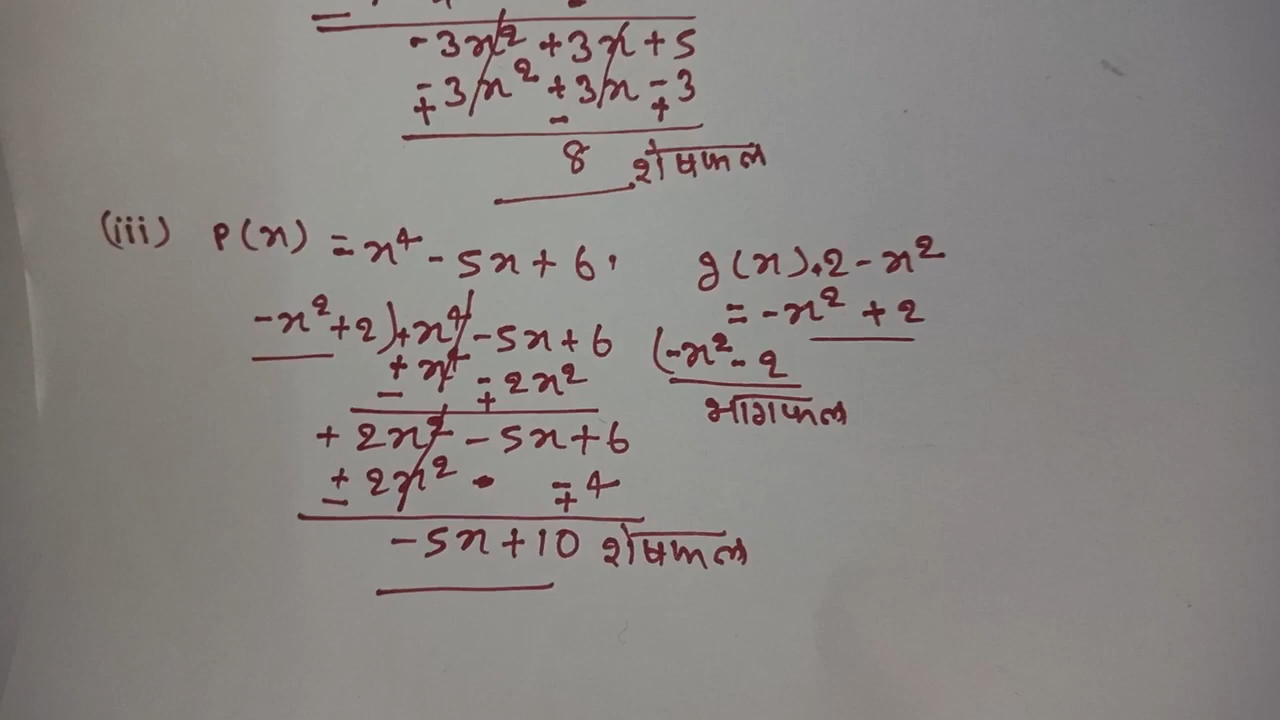 -3x² + 3x + 5
-3x² + 3x - 3
+ - +
8 शेषफल
(iii) P(x) = x⁴ - 5x + 6, g(x).2 - x²
= -x² + 2
-x² + 2)+x⁴ - 5x + 6 (-x² - 2
+x⁴ - 2x² भागफल
- +
+ 2x² - 5x + 6
+ 2x² - 4
- +
-5x + 10 शेषफल